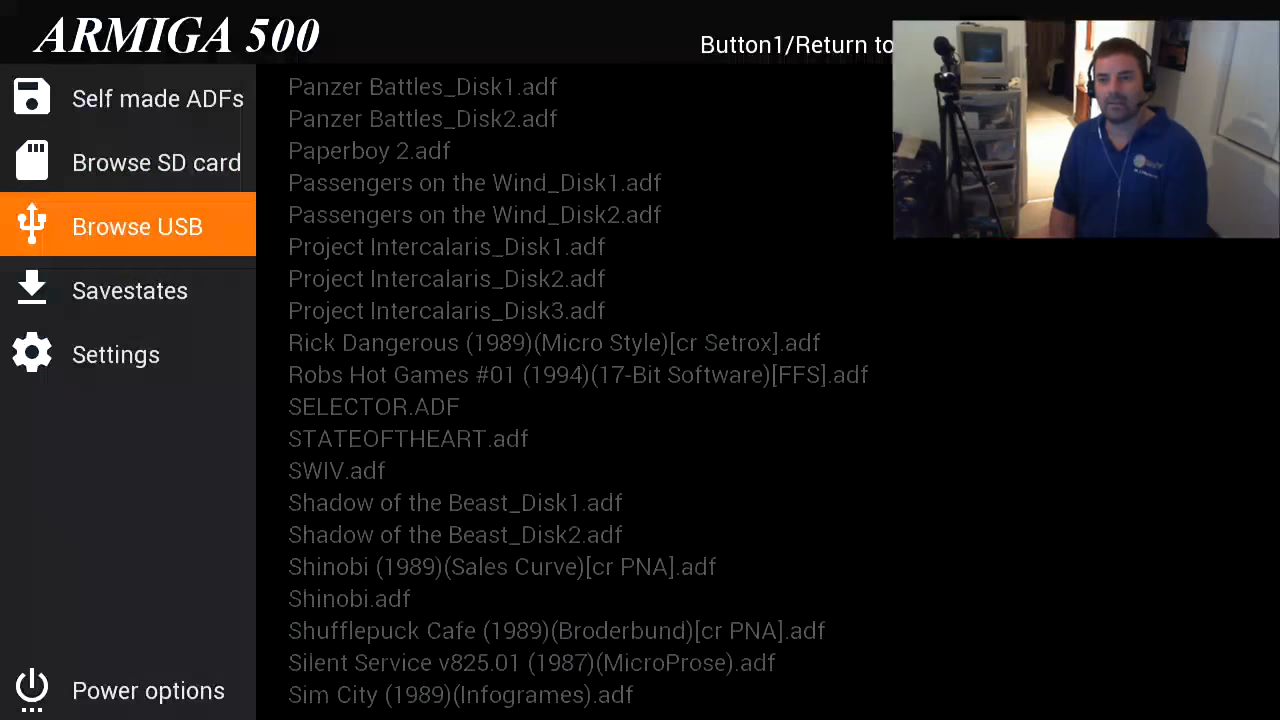 ARMIGA 500
Button1/Return to
Self made ADFs
Browse SD card
Browse USB
Savestates
Settings
Power options
Panzer Battles_Disk1.adf
Panzer Battles_Disk2.adf
Paperboy 2.adf
Passengers on the Wind_Disk1.adf
Passengers on the Wind_Disk2.adf
Project Intercalaris_Disk1.adf
Project Intercalaris_Disk2.adf
Project Intercalaris_Disk3.adf
Rick Dangerous (1989)(Micro Style)[cr Setrox].adf
Robs Hot Games #01 (1994)(17-Bit Software)[FFS].adf
SELECTOR.ADF
STATEOFTHEART.adf
SWIV.adf
Shadow of the Beast_Disk1.adf
Shadow of the Beast_Disk2.adf
Shinobi (1989)(Sales Curve)[cr PNA].adf
Shinobi.adf
Shufflepuck Cafe (1989)(Broderbund)[cr PNA].adf
Silent Service v825.01 (1987)(MicroProse).adf
Sim City (1989)(Infogrames).adf